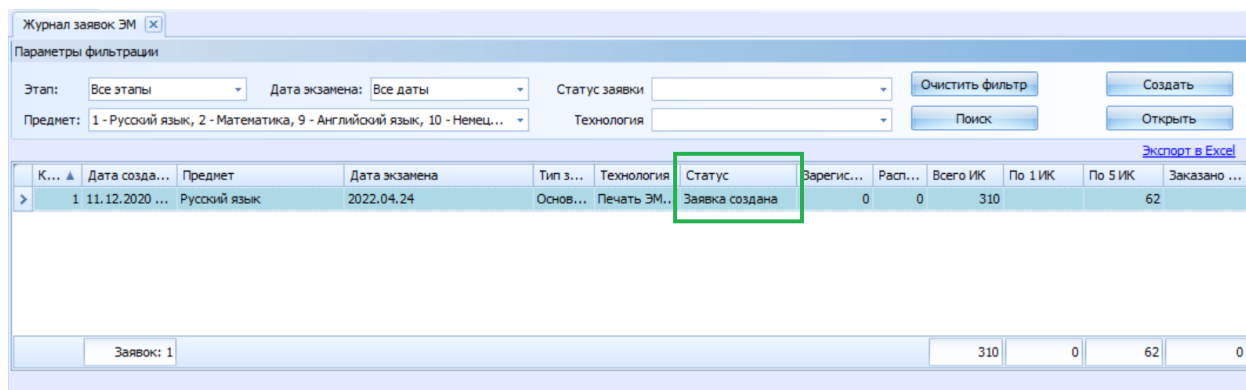 Журнал заявок ЭМ
Параметры фильтрации
Этап: Все этапы Дата экзамена: Все даты Статус заявки Очистить фильтр Создать
Предмет: 1 - Русский язык, 2 - Математика, 9 - Английский язык, 10 - Немец... Технология Поиск Открыть
Экспорт в Excel
К... Дата созда... Предмет Дата экзамена Тип з... Технология Статус Зарегис... Расп... Всего ИК По 1 ИК По 5 ИК Заказано ...
1 11.12.2020 ... Русский язык 2022.04.24 Основ... Печать ЭМ... Заявка создана 0 0 310 62
Заявок: 1 310 0 62 0